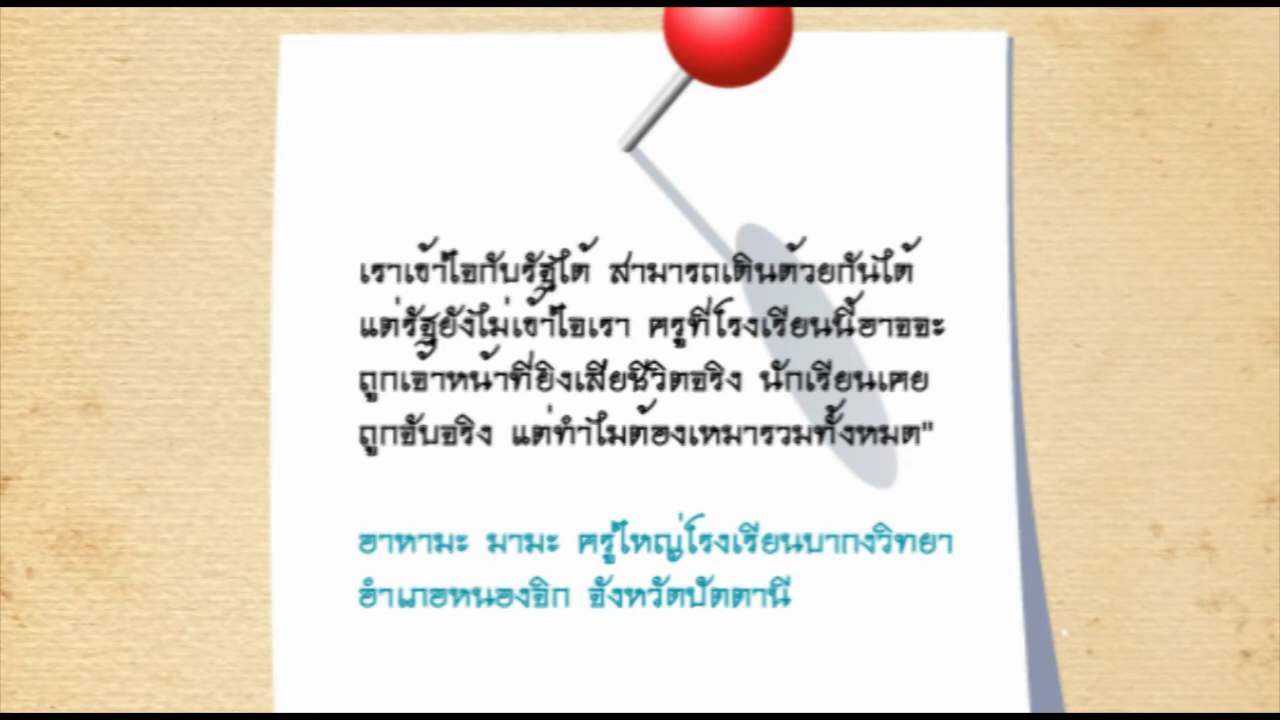 เราเข้าใจกับรัฐได้ สามารถเดินด้วยกันได้
แต่รัฐยังไม่เข้าใจเรา ครูที่โรงเรียนนี้อาจจะ
ถูกเจ้าหน้าที่ยิงเสียชีวิตจริง นักเรียนเคย
ถูกจับจริง แต่ทำไมต้องเหมารวมทั้งหมด"
อาหามะ มามะ ครูใหญ่โรงเรียนบากงวิทยา
อำเภอหนองจิก จังหวัดปัตตานี